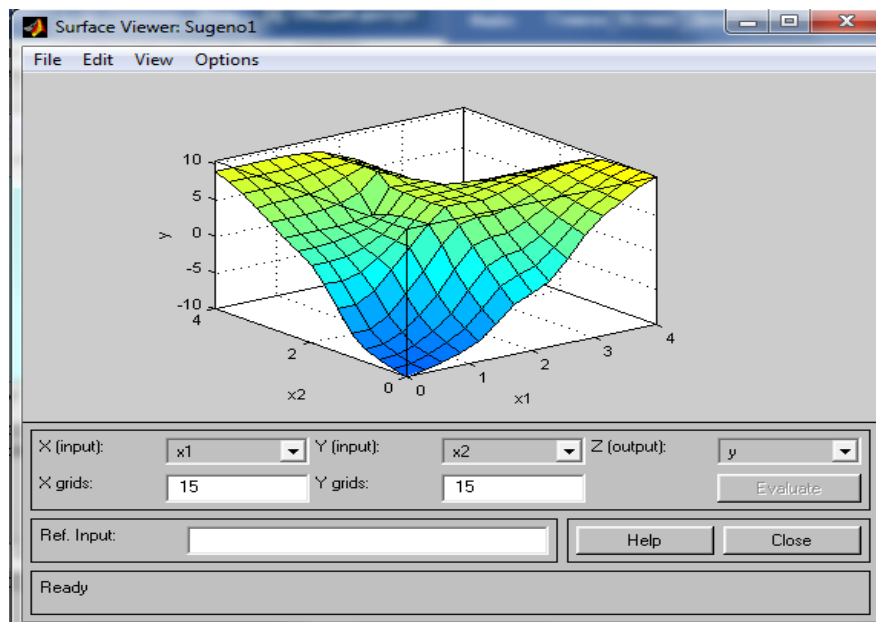 Surface Viewer: Sugeno1
File Edit View Options
10
5
0
-5
-10
y
4
2
0
x2
0
1
2
3
4
x1
X (input): x1 Y (input): x2 Z (output): y
X grids: 15 Y grids: 15 Evaluate
Ref. Input: Help Close
Ready